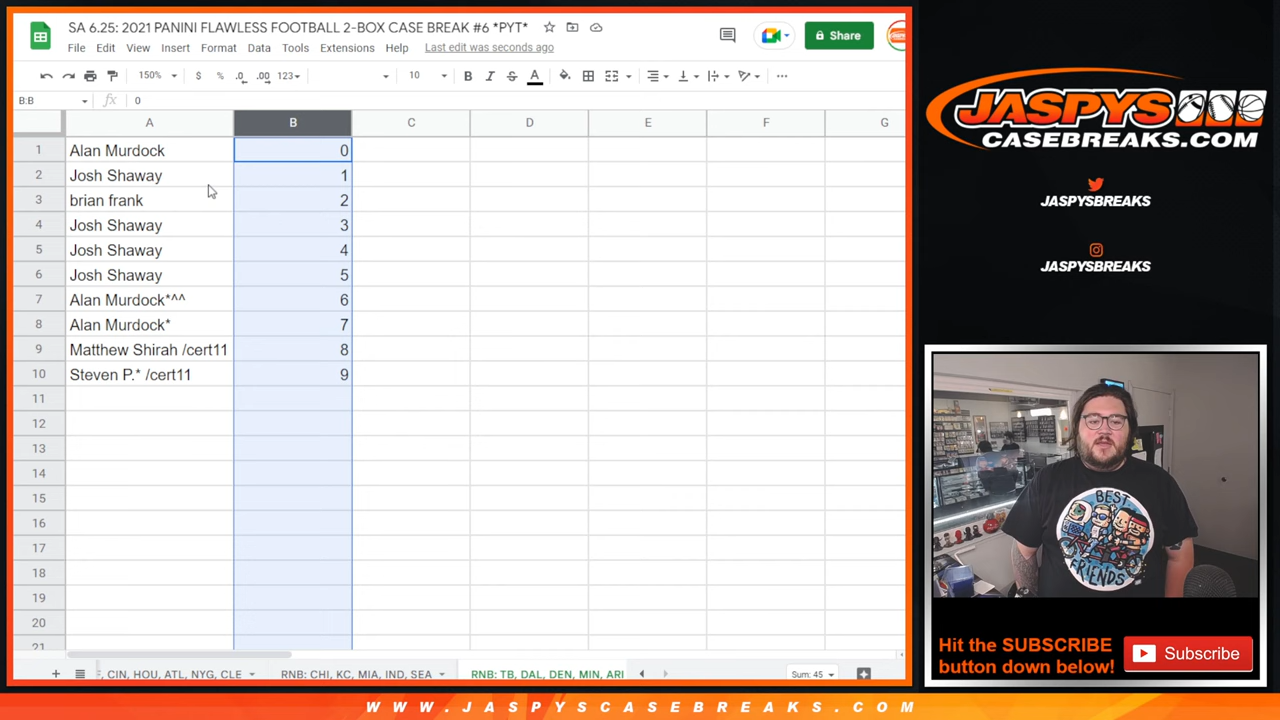 SA 6.25: 2021 PANINI FLAWLESS FOOTBALL 2-BOX CASE BREAK #6 *PYT*
File Edit View Insert Format Data Tools Extensions Help Last edit was seconds ago
Share
150% $ % .0 .00 123 10 B I S A
B:B fx 0
A B C D E F G
1 Alan Murdock 0
2 Josh Shaway 1
3 brian frank 2
4 Josh Shaway 3
5 Josh Shaway 4
6 Josh Shaway 5
7 Alan Murdock*^^ 6
8 Alan Murdock* 7
9 Matthew Shirah /cert11 8
10 Steven P.* /cert11 9
11
12
13
14
15
16
17
18
19
20
21
CIN, HOU, ATL, NYG, CLE RNB: CHI, KC, MIA, IND, SEA RNB: TB, DAL, DEN, MIN, ARI Sum: 45
JASPYS
CASEBREAKS.COM
JASPYSBREAKS
JASPYSBREAKS
BEST
FRIENDS
Hit the SUBSCRIBE
button down below!
Subscribe
WWW.JASPYSCASEBREAKS.COM